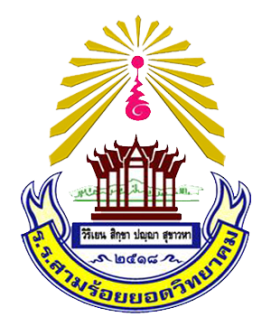 วิริเยน สิกฺขา ปญฺญา สุขาวหา
๒๕๑๘
ร.ร.สามร้อยยอดวิทยาคม